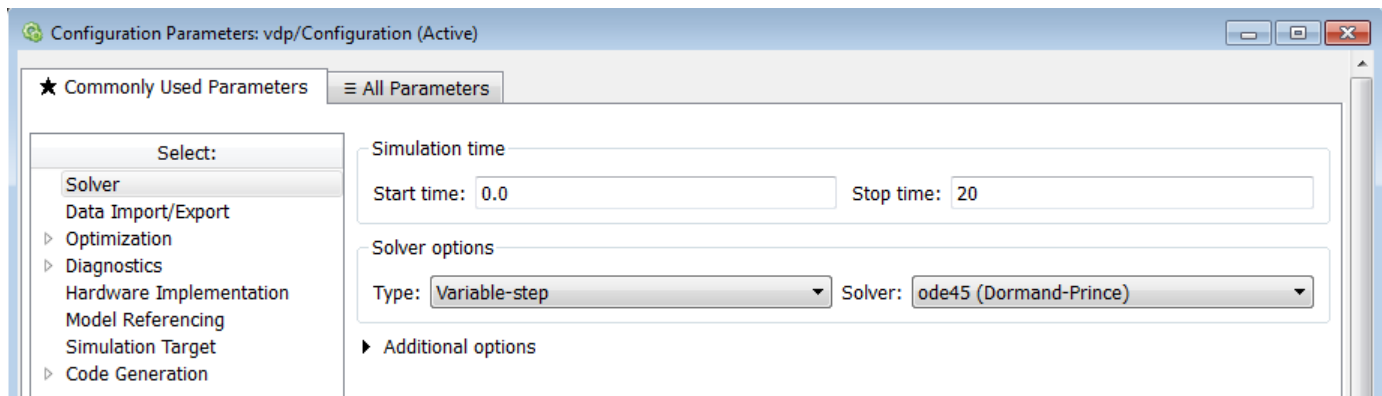 Configuration Parameters: vdp/Configuration (Active)
Commonly Used Parameters
All Parameters
Select:
Solver
Data Import/Export
Optimization
Diagnostics
Hardware Implementation
Model Referencing
Simulation Target
Code Generation
Simulation time
Start time: 0.0 Stop time: 20
Solver options
Type: Variable-step Solver: ode45 (Dormand-Prince)
Additional options